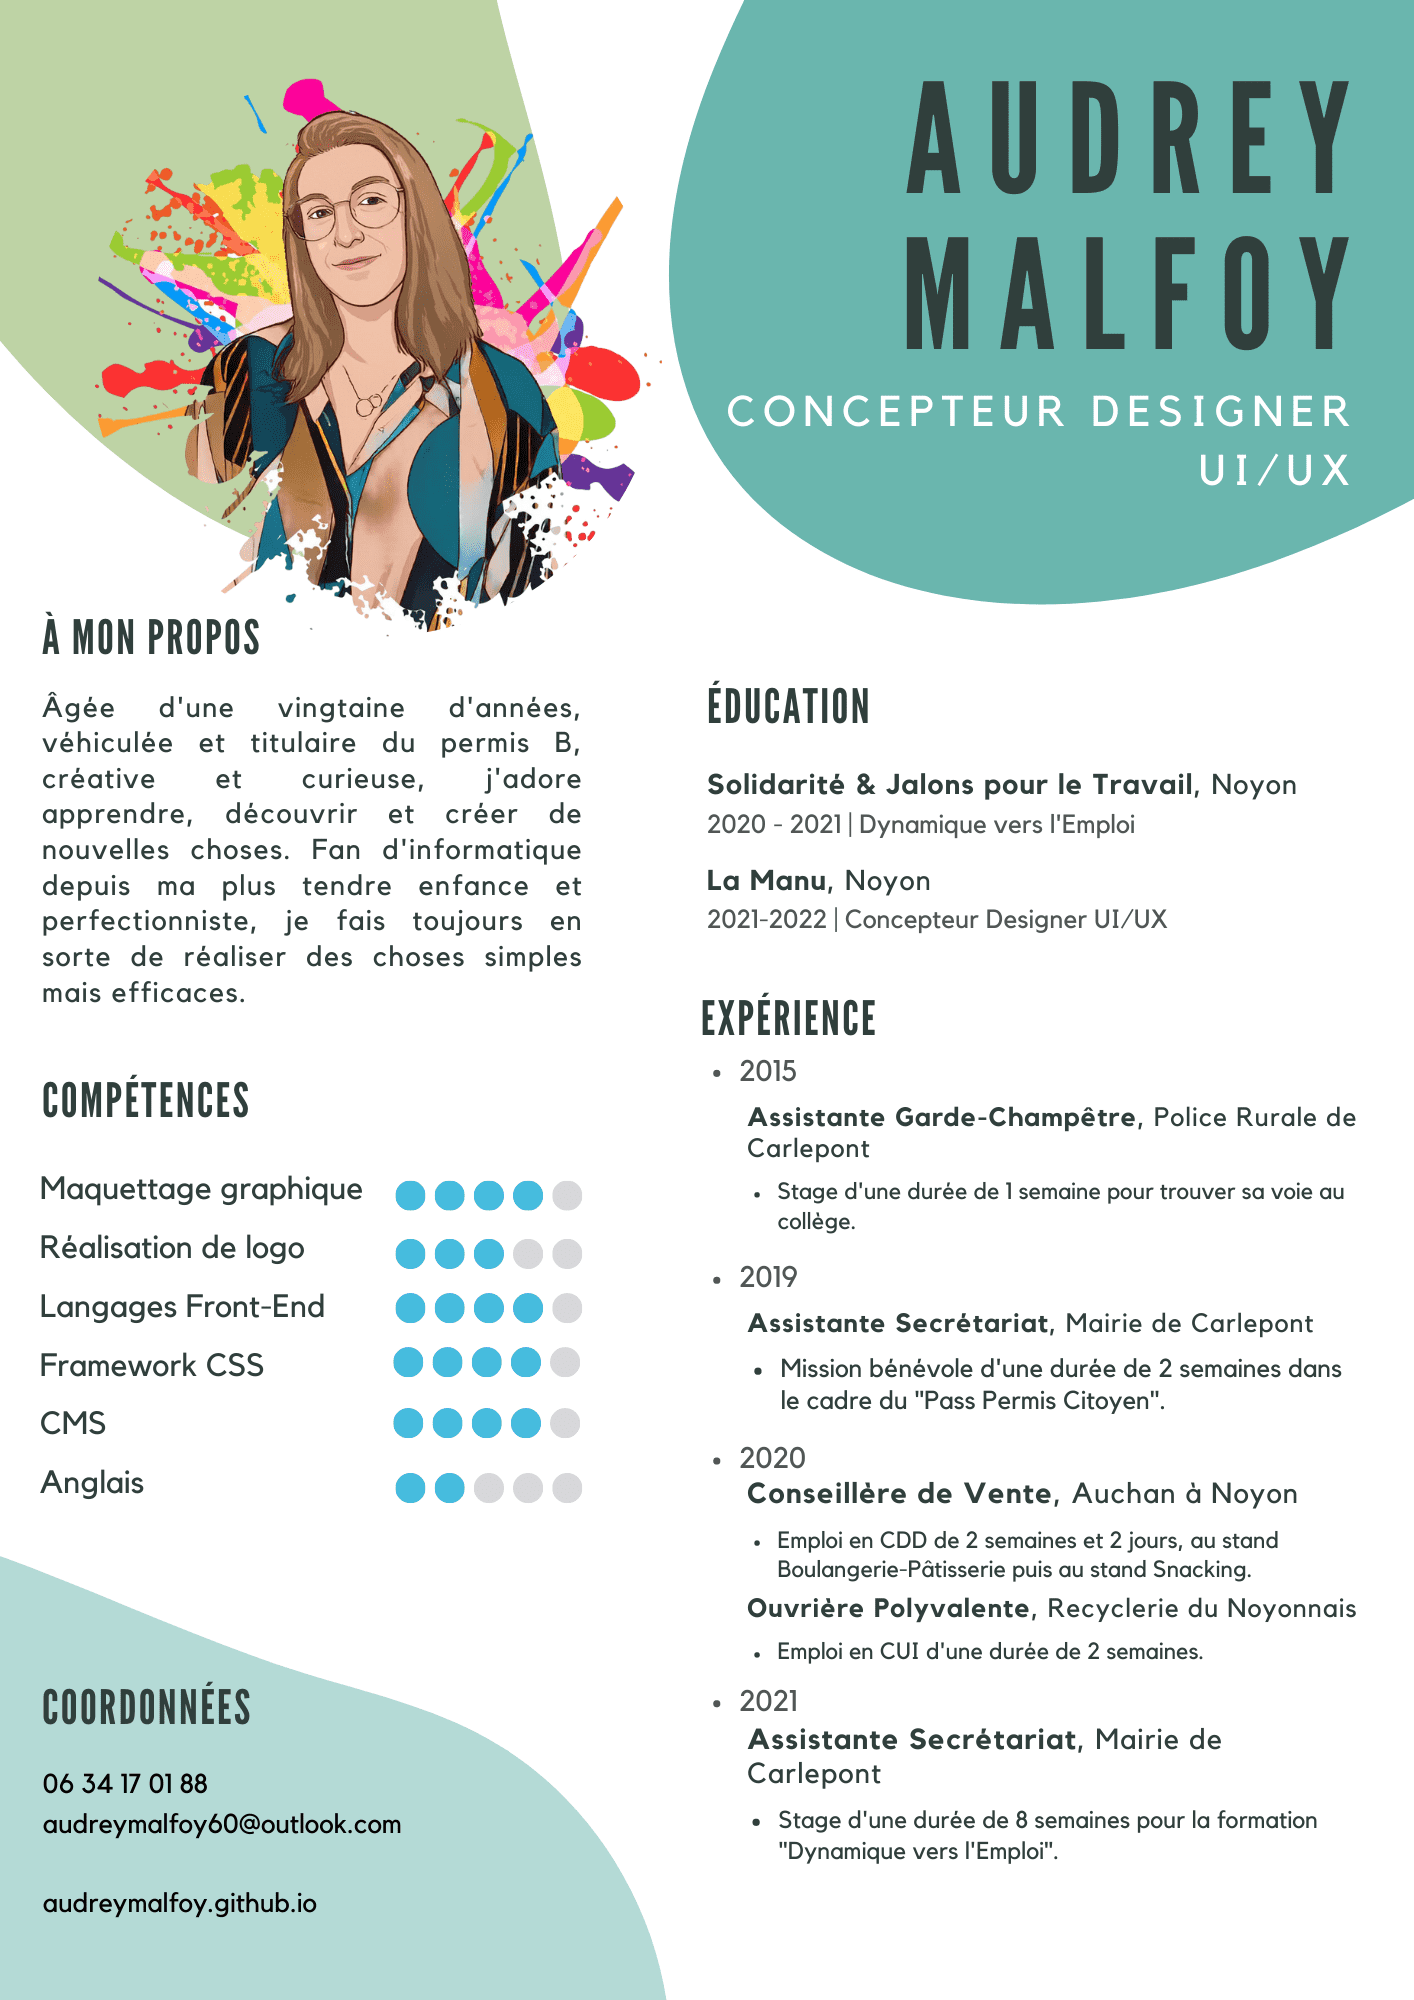 AUDREY
MALFOY
CONCEPTEUR DESIGNER
UI/UX
À MON PROPOS
Âgée d'une vingtaine d'années,
véhiculée et titulaire du permis B,
créative et curieuse, j'adore
apprendre, découvrir et créer de
nouvelles choses. Fan d'informatique
depuis ma plus tendre enfance et
perfectionniste, je fais toujours en
sorte de réaliser des choses simples
mais efficaces.
COMPÉTENCES
Maquettage graphique
Réalisation de logo
Langages Front-End
Framework CSS
CMS
Anglais
COORDONNÉES
06 34 17 01 88
audreymalfoy60@outlook.com
audreymalfoy.github.io
ÉDUCATION
Solidarité & Jalons pour le Travail, Noyon
2020 - 2021 | Dynamique vers l'Emploi
La Manu, Noyon
2021-2022 | Concepteur Designer UI/UX
EXPÉRIENCE
• 2015
Assistante Garde-Champêtre, Police Rurale de
Carlepont
• Stage d'une durée de 1 semaine pour trouver sa voie au
collège.
• 2019
Assistante Secrétariat, Mairie de Carlepont
• Mission bénévole d'une durée de 2 semaines dans
le cadre du "Pass Permis Citoyen".
• 2020
Conseillère de Vente, Auchan à Noyon
• Emploi en CDD de 2 semaines et 2 jours, au stand
Boulangerie-Pâtisserie puis au stand Snacking.
Ouvrière Polyvalente, Recyclerie du Noyonnais
• Emploi en CUI d'une durée de 2 semaines.
• 2021
Assistante Secrétariat, Mairie de
Carlepont
• Stage d'une durée de 8 semaines pour la formation
"Dynamique vers l'Emploi".